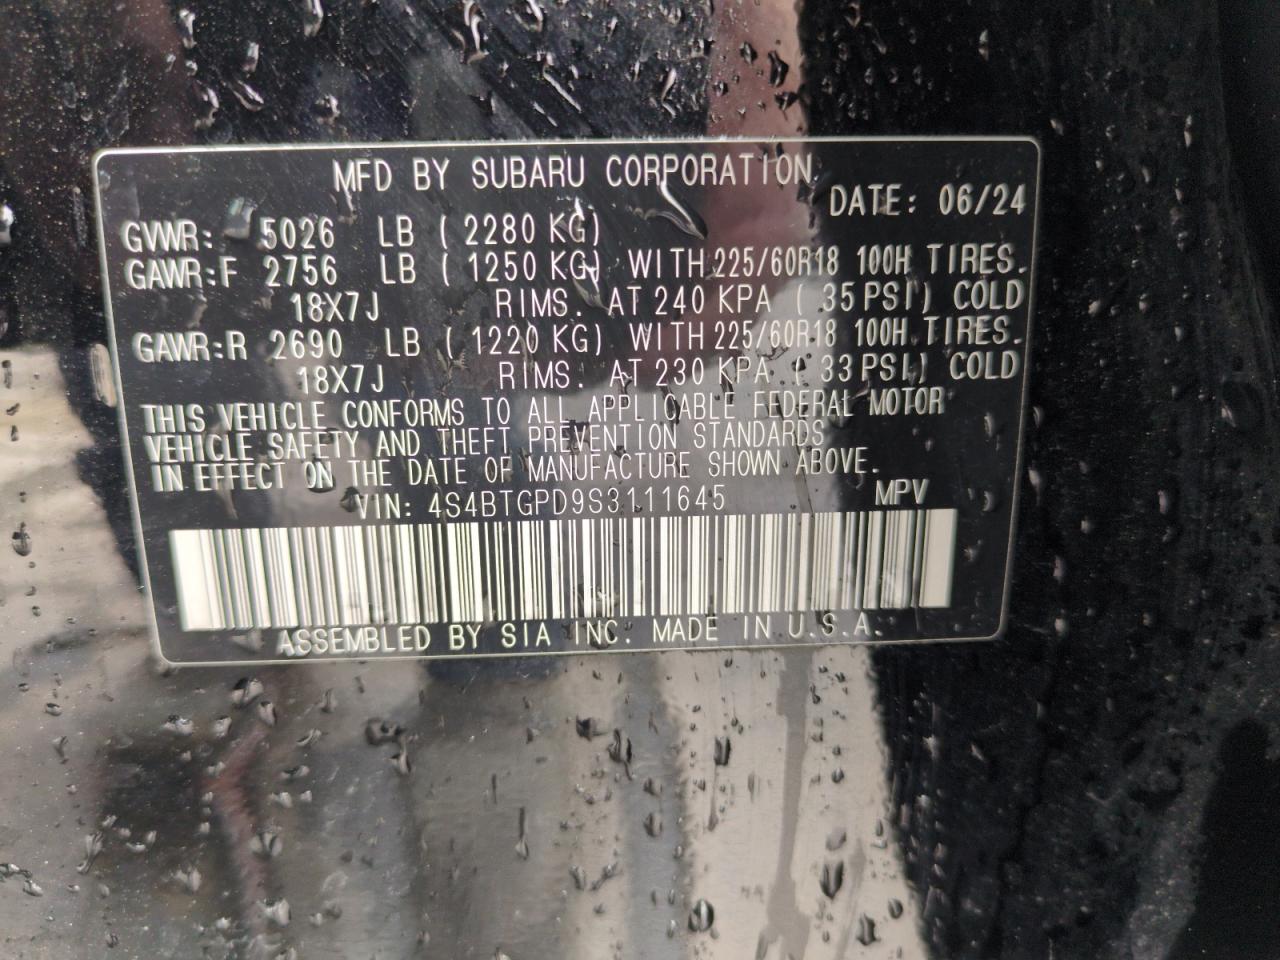 MFD BY SUBARU CORPORATION
DATE: 06/24
GVWR: 5026 LB ( 2280 KG)
GAWR:F 2756 LB ( 1250 KG) WITH 225/60R18 100H TIRES.
18X7J RIMS. AT 240 KPA ( 35 PSI) COLD
GAWR:R 2690 LB ( 1220 KG) WITH 225/60R18 100H TIRES.
18X7J RIMS. AT 230 KPA ( 33 PSI) COLD
THIS VEHICLE CONFORMS TO ALL APPLICABLE FEDERAL MOTOR
VEHICLE SAFETY AND THEFT PREVENTION STANDARDS
IN EFFECT ON THE DATE OF MANUFACTURE SHOWN ABOVE.
VIN: 4S4BTGPD9S3111645 MPV
ASSEMBLED BY SIA INC. MADE IN U.S.A.